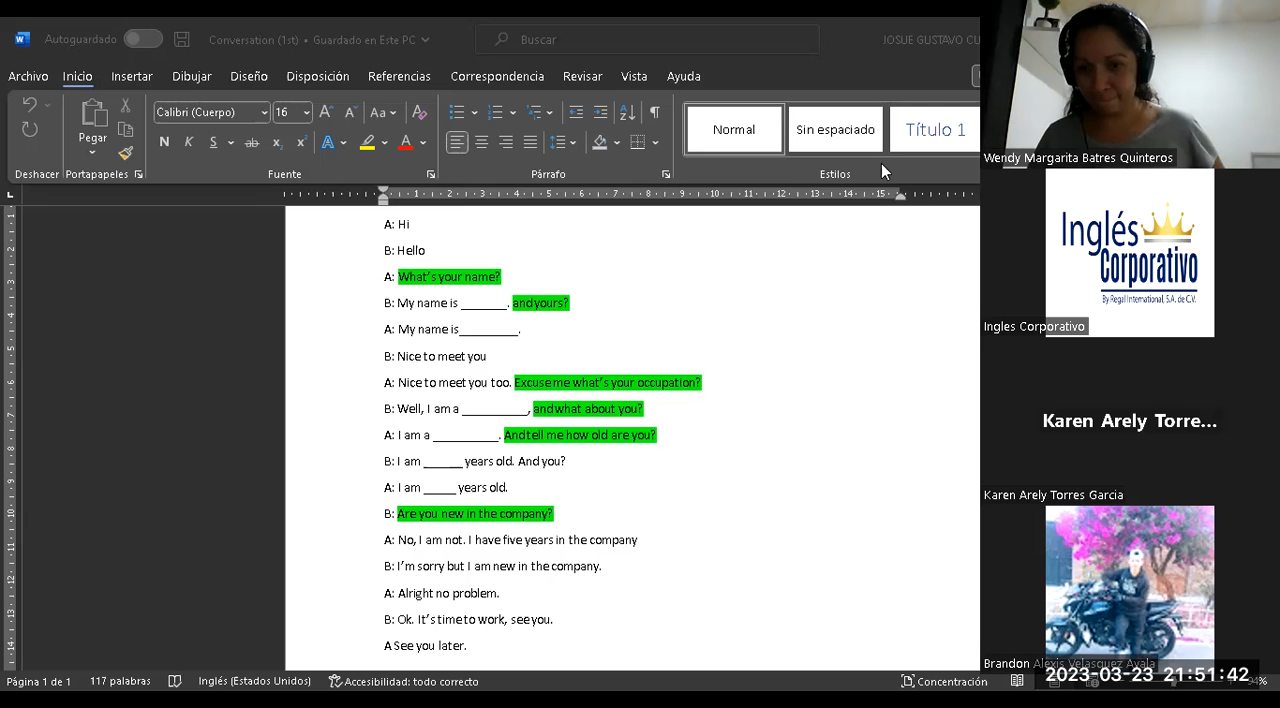 Autoguardado
Conversation (1st) • Guardado en Este PC
Buscar
JOSUE GUSTAVO CU
Archivo Inicio Insertar Dibujar Diseño Disposición Referencias Correspondencia Revisar Vista Ayuda
Pegar
Calibri (Cuerpo) 16
Normal
Sin espaciado
Título 1
Deshacer Portapapeles Fuente Párrafo Estilos
A: Hi
B: Hello
A: What's your name?
B: My name is _______. and yours?
A: My name is_________.
B: Nice to meet you
A: Nice to meet you too. Excuse me what's your occupation?
B: Well, I am a __________, and what about you?
A: I am a __________. And tell me how old are you?
B: I am ______ years old. And you?
A: I am _____ years old.
B: Are you new in the company?
A: No, I am not. I have five years in the company
B: I'm sorry but I am new in the company.
A: Alright no problem.
B: Ok. It's time to work, see you.
A See you later.
Página 1 de 1 117 palabras Inglés (Estados Unidos) Accesibilidad: todo correcto Concentración
Wendy Margarita Batres Quinteros
Inglés
Corporativo
By Regal International, S.A. de C.V.
Ingles Corporativo
Karen Arely Torre...
Karen Arely Torres Garcia
Brandon Alexis Velasquez Ayala
2023-03-23 21:51:42